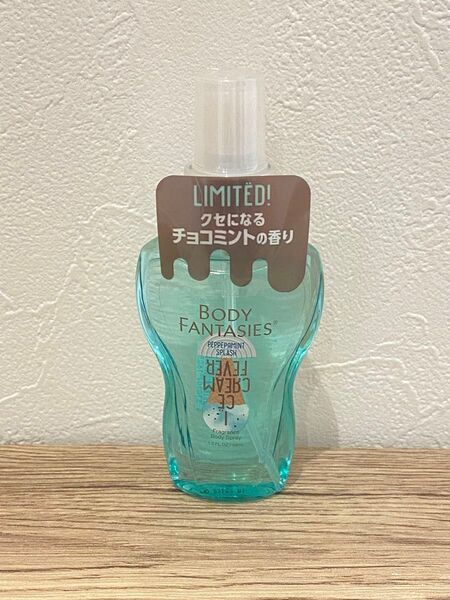 LIMITËD!
クセになる
チョコミントの香り
BODY
FANTASIES®
PEPPERMINT
SPLASH
ICE
CREAM
FEVER
Fragrance
Body Spray